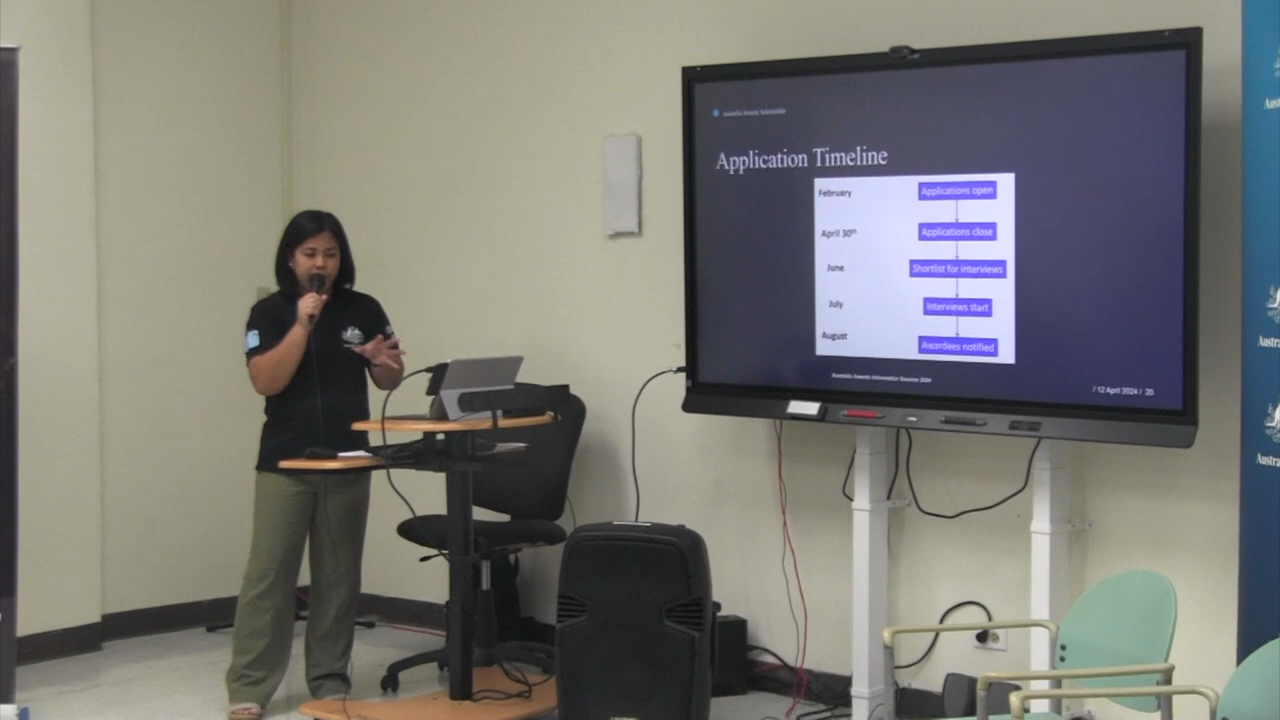 Australia Awards Scholarship
Application Timeline
February
Applications open
April 30th
Applications close
June
Shortlist for interviews
July
Interviews start
August
Awardees notified
Australia Awards Information Session 2024
/ 12 April 2024 / 20